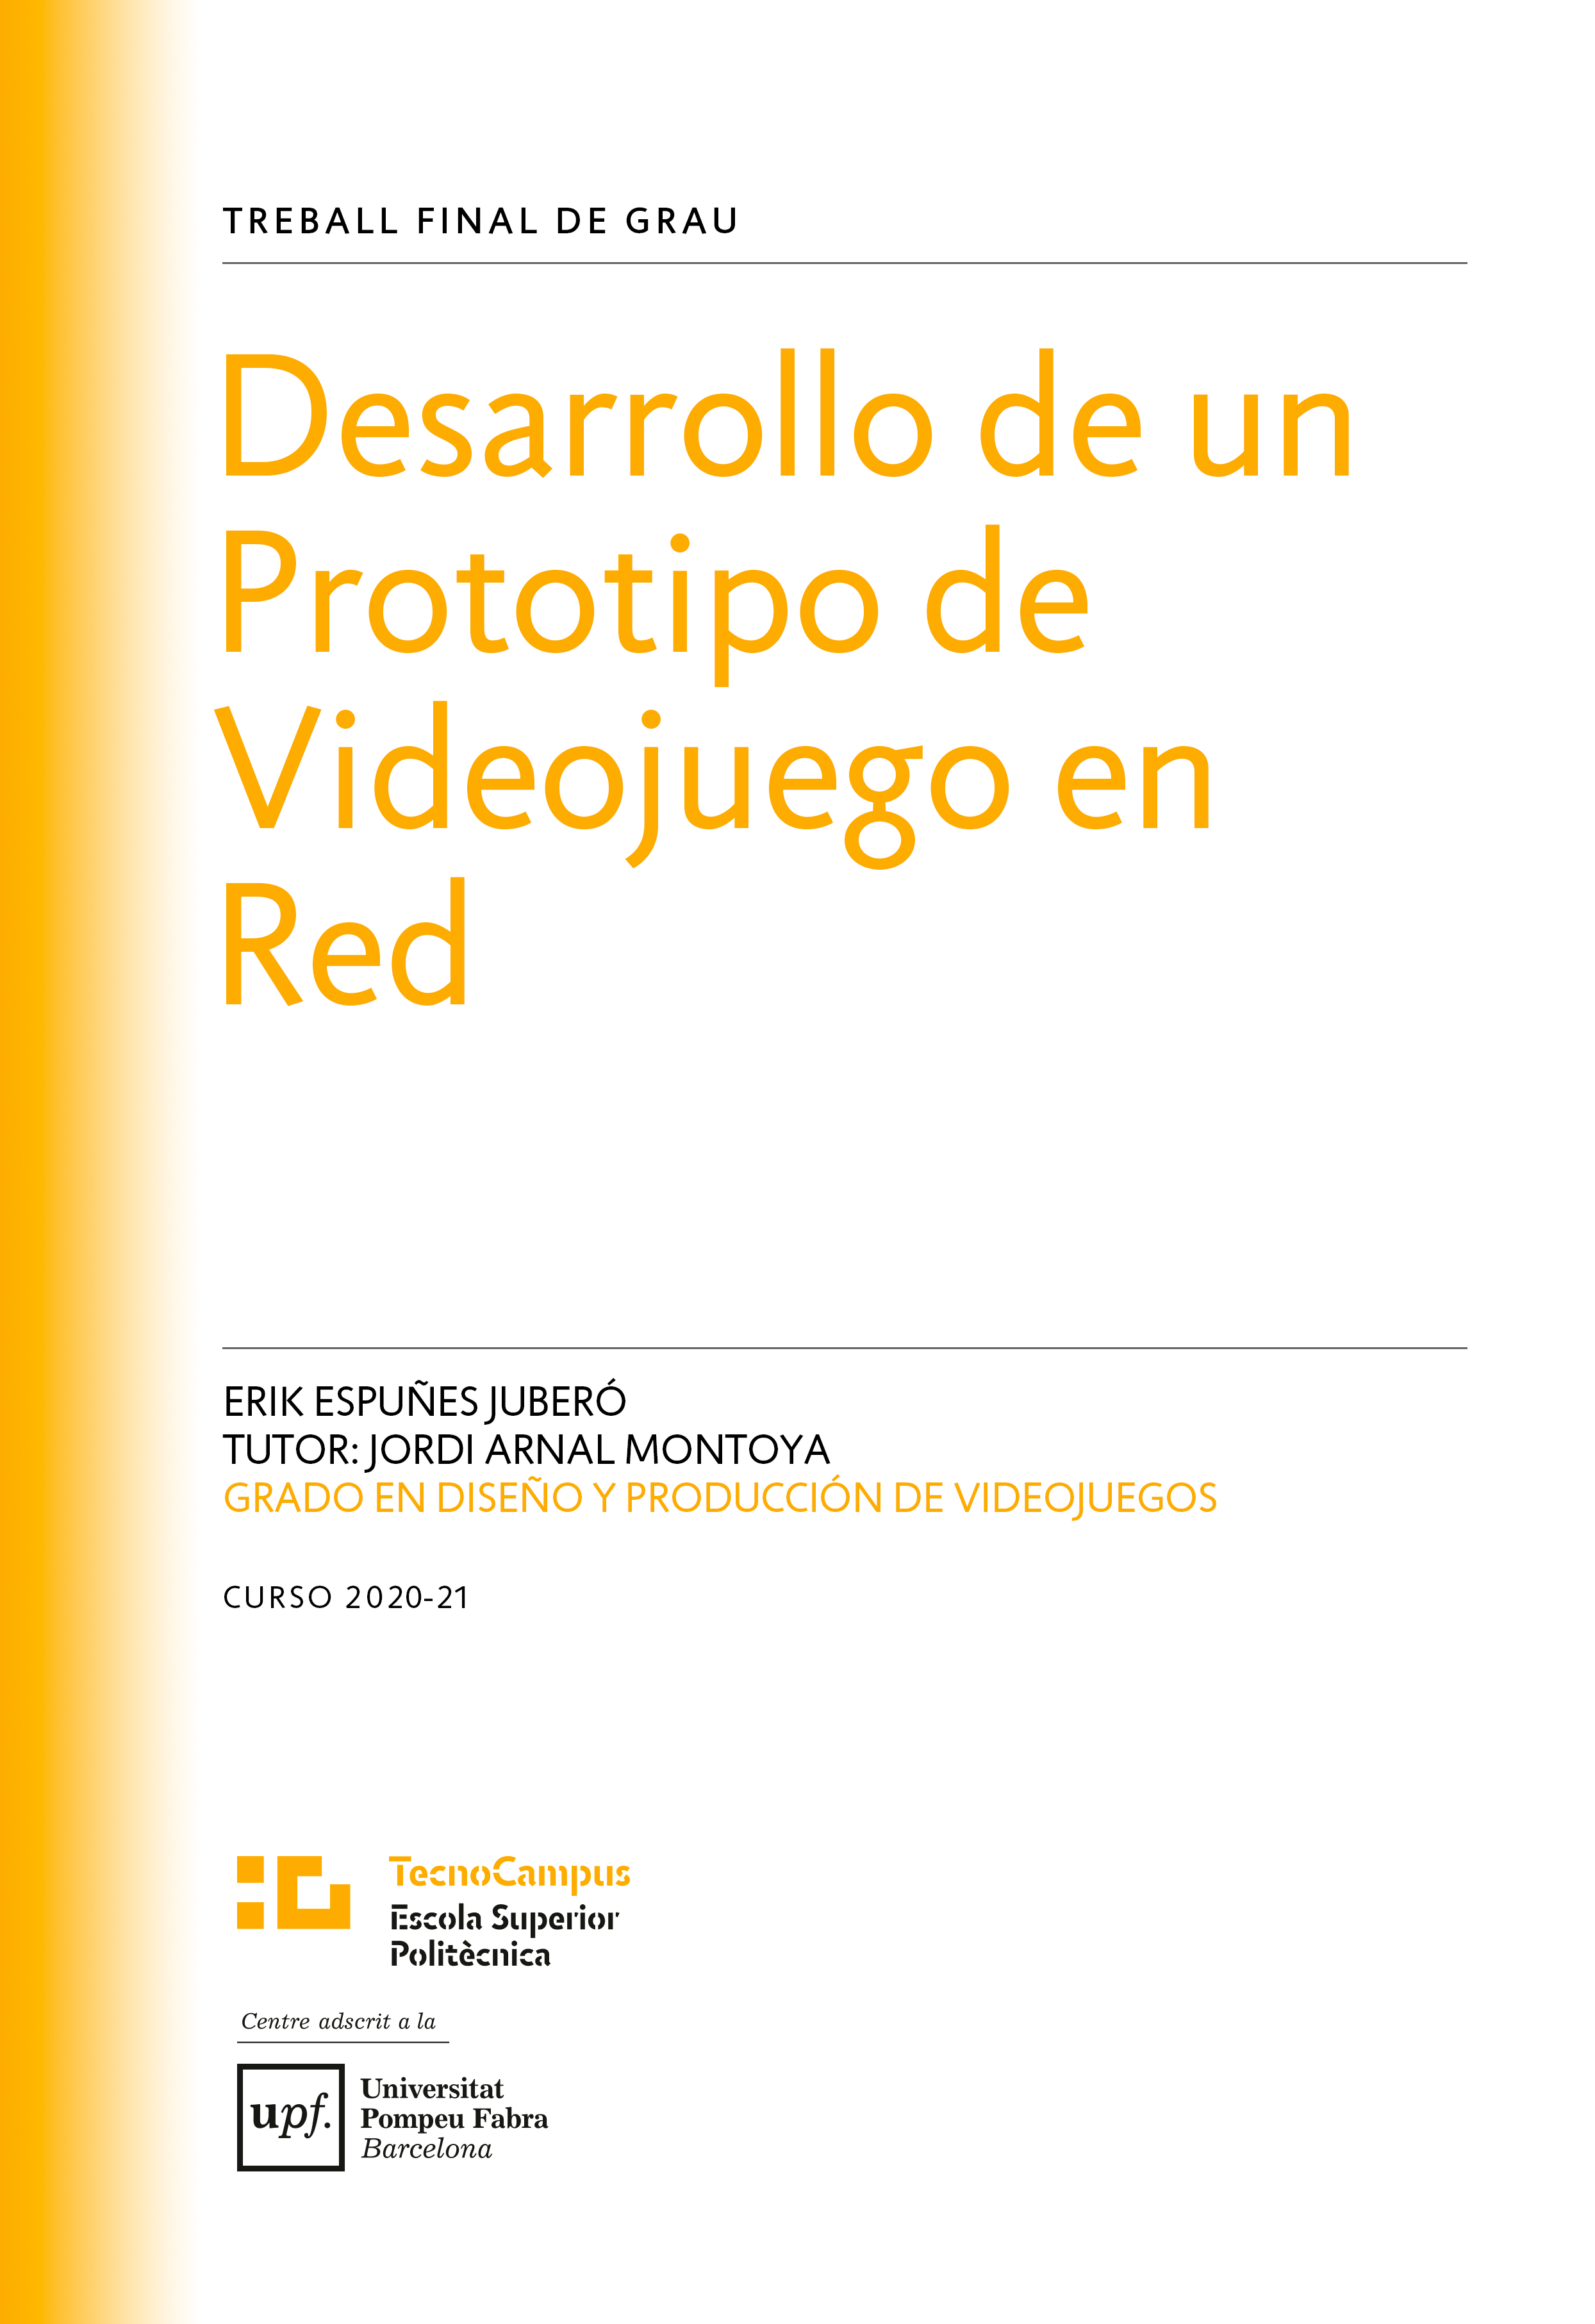 TREBALL FINAL DE GRAU
Desarrollo de un
Prototipo de
Videojuego en
Red
ERIK ESPUÑES JUBERÓ
TUTOR: JORDI ARNAL MONTOYA
GRADO EN DISEÑO Y PRODUCCIÓN DE VIDEOJUEGOS
CURSO 2020-21
TecnoCampus
Escola Superior
Politècnica
Centre adscrit a la
upf.
Universitat
Pompeu Fabra
Barcelona